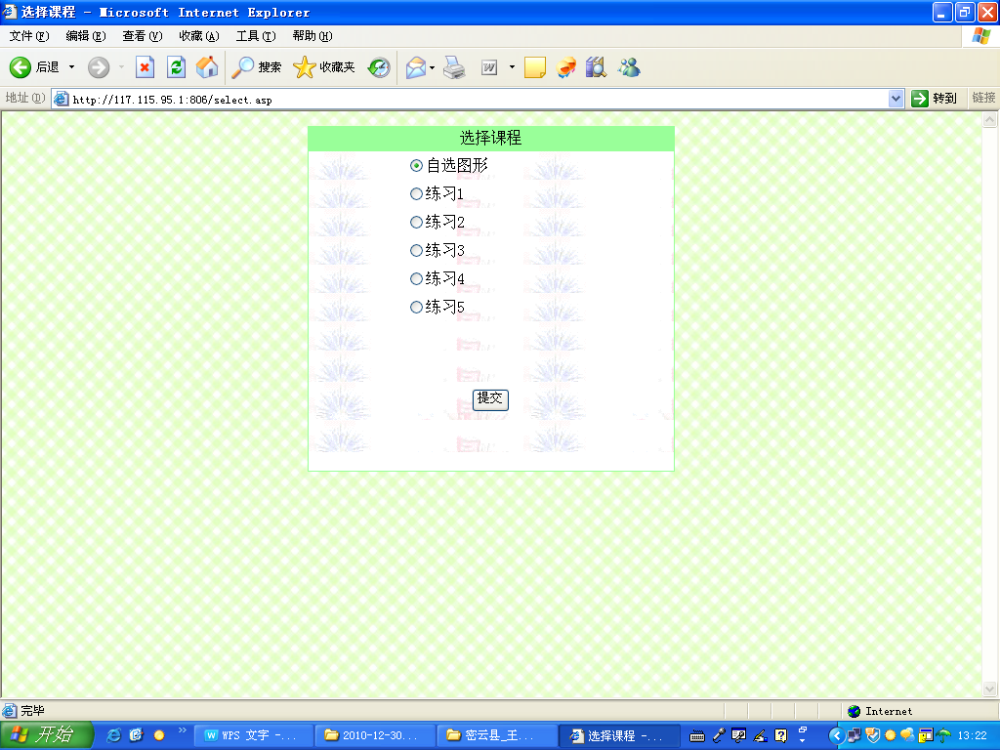 选择课程 - Microsoft Internet Explorer
文件(F) 编辑(E) 查看(V) 收藏(A) 工具(T) 帮助(H)
后退 搜索 收藏夹
地址(D) http://117.115.95.1:806/select.asp 转到 链接
选择课程
自选图形
练习1
练习2
练习3
练习4
练习5
提交
完毕 Internet
开始 WPS 文字 -... 2010-12-30... 密云县_王... 选择课程 -... 13:22